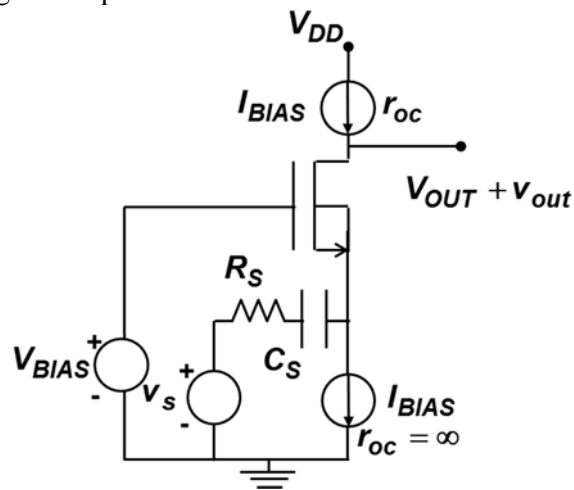 V_DD
I_BIAS r_oc
V_OUT + v_out
R_S
C_S
+
V_BIAS
-
+
v_s
-
I_BIAS
r_oc = ∞